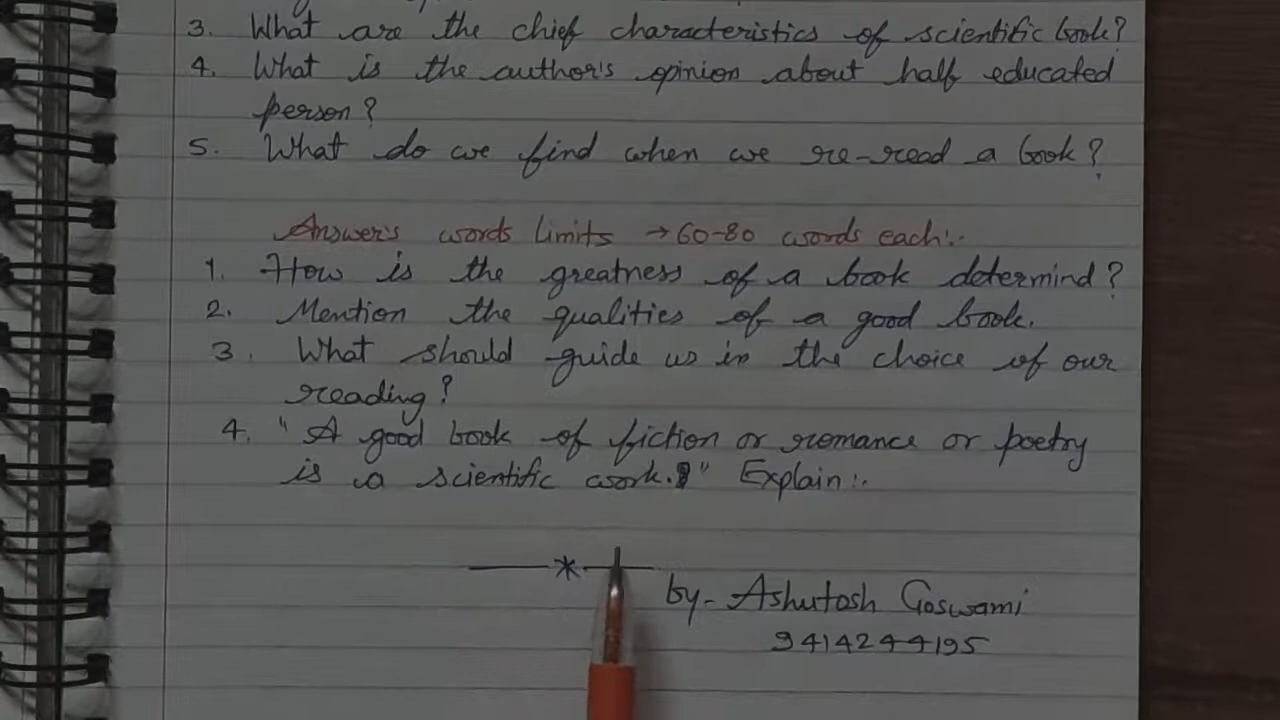 3. What are the chief characteristics of scientific book?
4. What is the author's opinion about half educated
person?
5. What do we find when we re-read a book?
Answer's words limits → 60-80 words each:-
1. How is the greatness of a book determind?
2. Mention the qualities of a good book.
3. What should guide us in the choice of our
reading?
4. "A good book of fiction or romance or poetry
is a scientific work." Explain:-
by- Ashutosh Goswami
9414244195